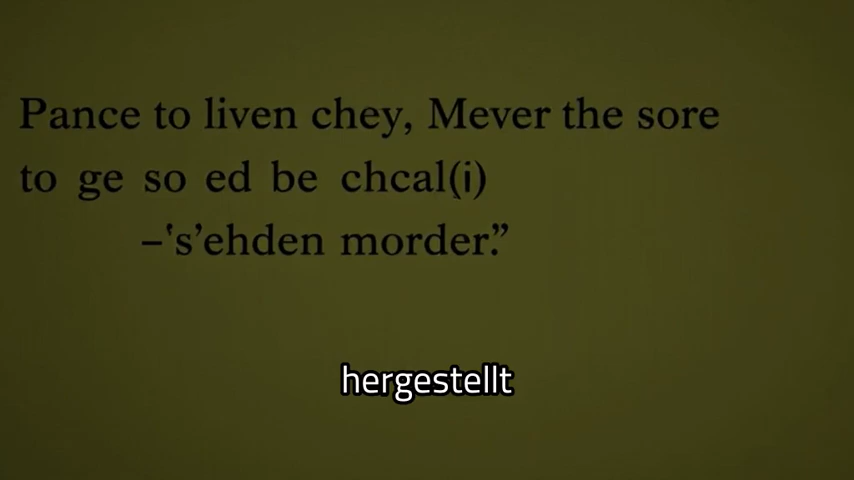 Pance to liven chey, Mever the sore
to ge so ed be chcal(i)
–‘s’ehden morder.”
hergestellt